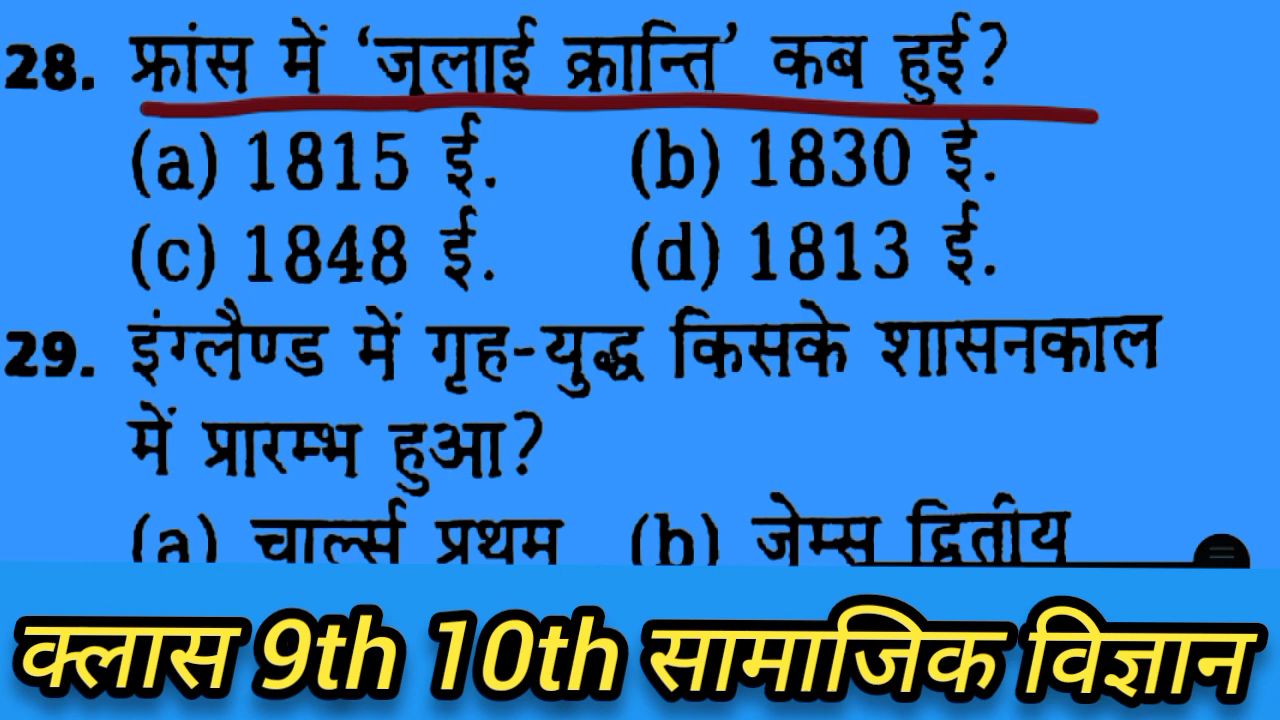 28. फ्रांस में ‘जुलाई क्रान्ति’ कब हुई?
(a) 1815 ई. (b) 1830 ई.
(c) 1848 ई. (d) 1813 ई.
29. इंग्लैण्ड में गृह-युद्ध किसके शासनकाल
में प्रारम्भ हुआ?
(a) चार्ल्स प्रथम (b) जेम्स द्वितीय
क्लास 9th 10th सामाजिक विज्ञान